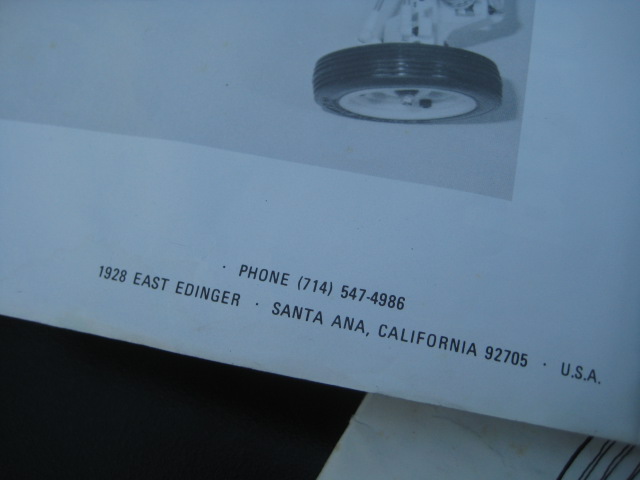 · PHONE (714) 547-4986
1928 EAST EDINGER · SANTA ANA, CALIFORNIA 92705 · U.S.A.